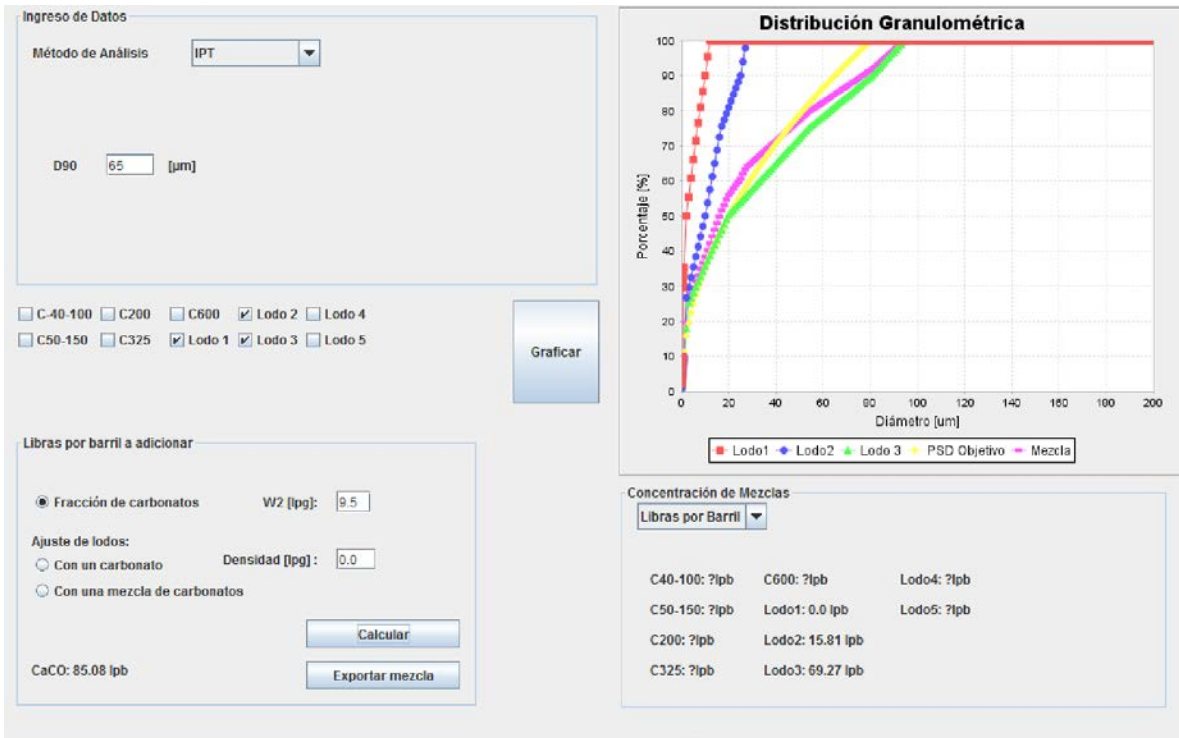 Ingreso de Datos
Método de Análisis IPT
D90 65 [µm]
C-40-100 C200 C600 Lodo 2 Lodo 4
C50-150 C325 Lodo 1 Lodo 3 Lodo 5
Graficar
Libras por barril a adicionar
Fracción de carbonatos W2 [lpg]: 9.5
Ajuste de lodos:
Con un carbonato Densidad [lpg] : 0.0
Con una mezcla de carbonatos
Calcular
CaCO: 85.08 lpb Exportar mezcla
Distribución Granulométrica
Porcentaje [%]
100
90
80
70
60
50
40
30
20
10
0
0 20 40 60 80 100 120 140 160 180 200
Diámetro [um]
Lodo1 Lodo2 Lodo 3 PSD Objetivo Mezcla
Concentración de Mezclas
Libras por Barril
C40-100: ?lpb C600: ?lpb Lodo4: ?lpb
C50-150: ?lpb Lodo1: 0.0 lpb Lodo5: ?lpb
C200: ?lpb Lodo2: 15.81 lpb
C325: ?lpb Lodo3: 69.27 lpb